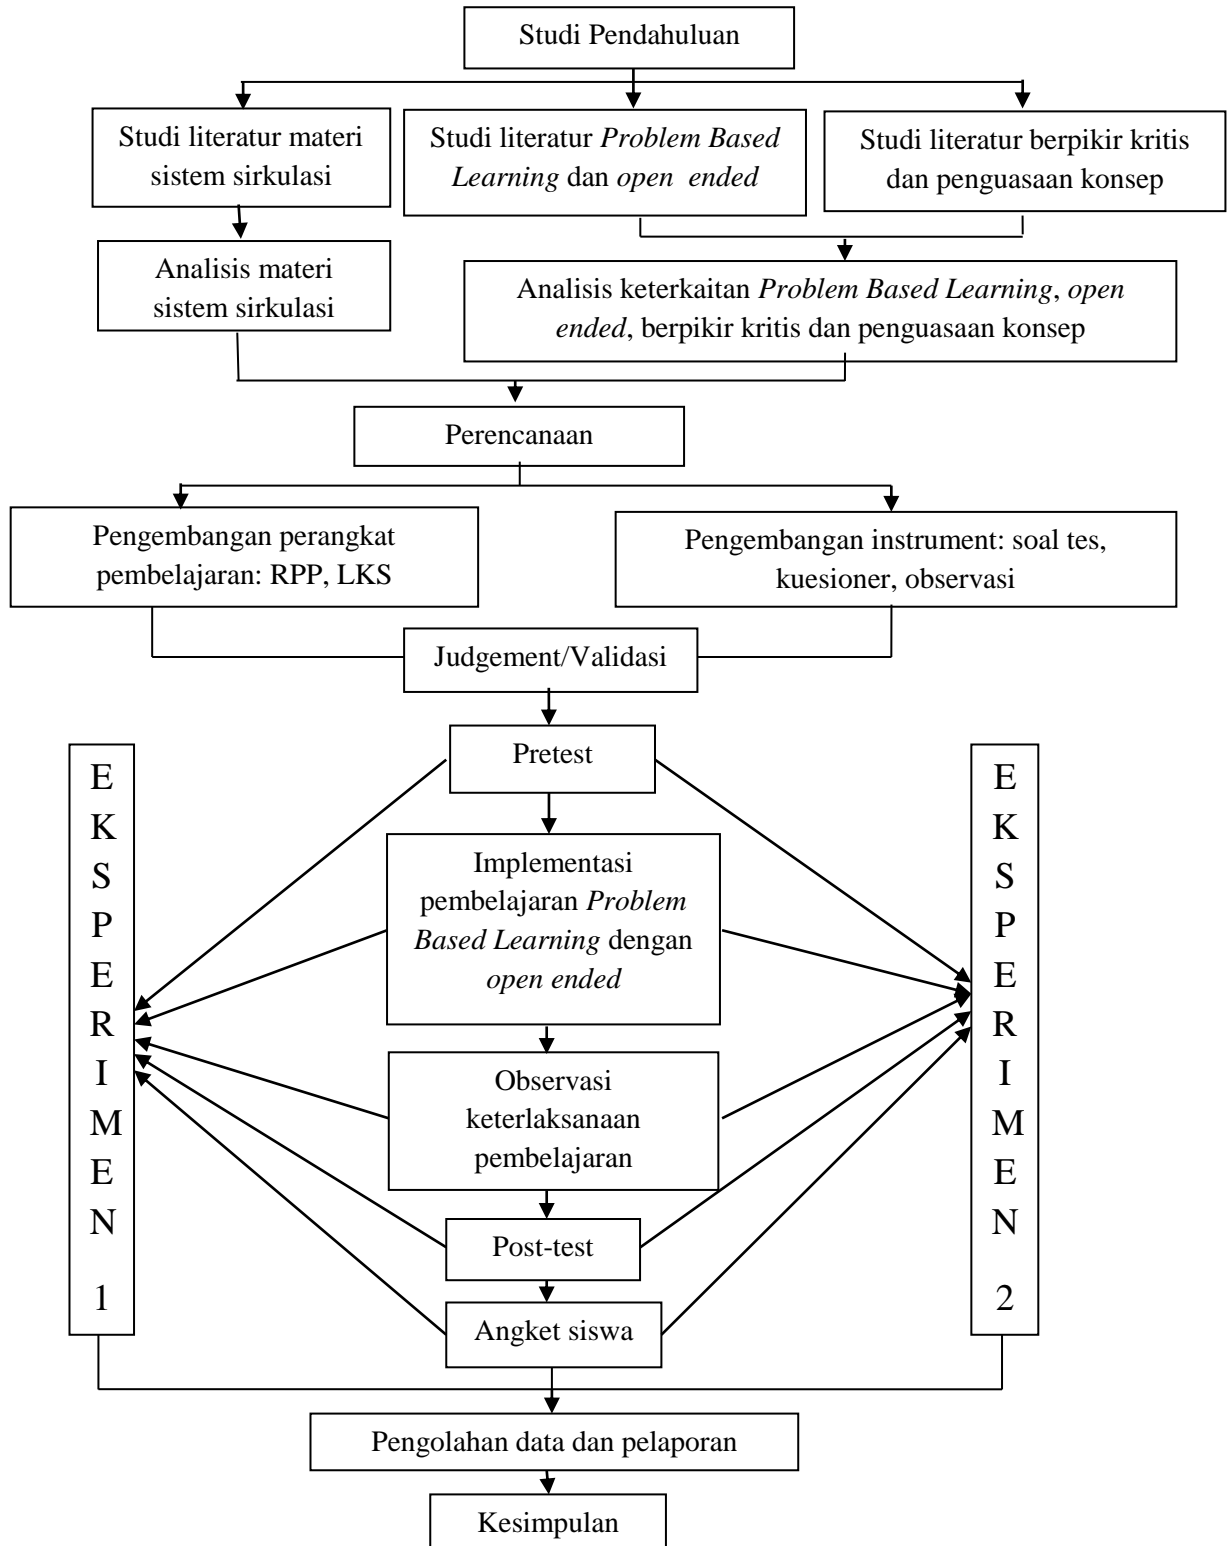 Studi Pendahuluan
Studi literatur materi
sistem sirkulasi
Studi literatur Problem Based
Learning dan open ended
Studi literatur berpikir kritis
dan penguasaan konsep
Analisis materi
sistem sirkulasi
Analisis keterkaitan Problem Based Learning, open
ended, berpikir kritis dan penguasaan konsep
Perencanaan
Pengembangan perangkat
pembelajaran: RPP, LKS
Pengembangan instrument: soal tes,
kuesioner, observasi
Judgement/Validasi
E
K
S
P
E
R
I
M
E
N
1
Pretest
Implementasi
pembelajaran Problem
Based Learning dengan
open ended
Observasi
keterlaksanaan
pembelajaran
Post-test
Angket siswa
E
K
S
P
E
R
I
M
E
N
2
Pengolahan data dan pelaporan
Kesimpulan